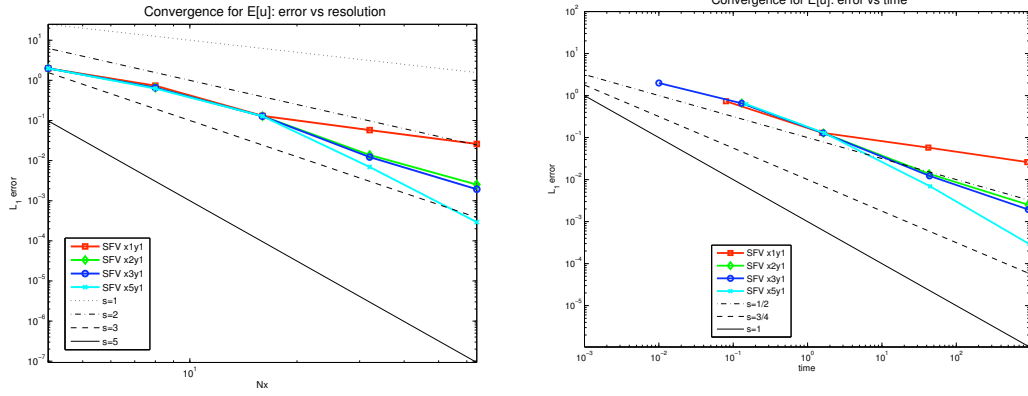 Convergence for E[u]: error vs resolution
10^1
10^0
10^-1
10^-2
10^-3
10^-4
10^-5
10^-6
10^-7
L_1 error
SFV x1y1
SFV x2y1
SFV x3y1
SFV x5y1
s=1
s=2
s=3
s=5
10^1
Nx
Convergence for E[u]: error vs time
10^2
10^1
10^0
10^-1
10^-2
10^-3
10^-4
10^-5
L_1 error
SFV x1y1
SFV x2y1
SFV x3y1
SFV x5y1
s=1/2
s=3/4
s=1
10^-3
10^-2
10^-1
10^0
10^1
10^2
time